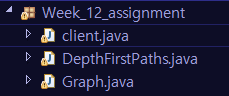 Week_12_assignment
client.java
DepthFirstPaths.java
Graph.java